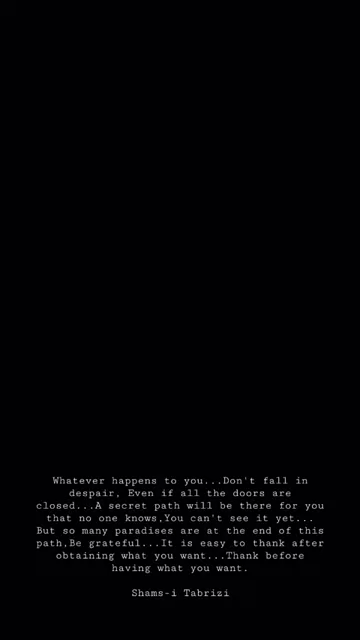 Whatever happens to you...Don't fall in
despair, Even if all the doors are
closed...A secret path will be there for you
that no one knows,You can't see it yet...
But so many paradises are at the end of this
path,Be grateful...It is easy to thank after
obtaining what you want...Thank before
having what you want.
Shams-i Tabrizi